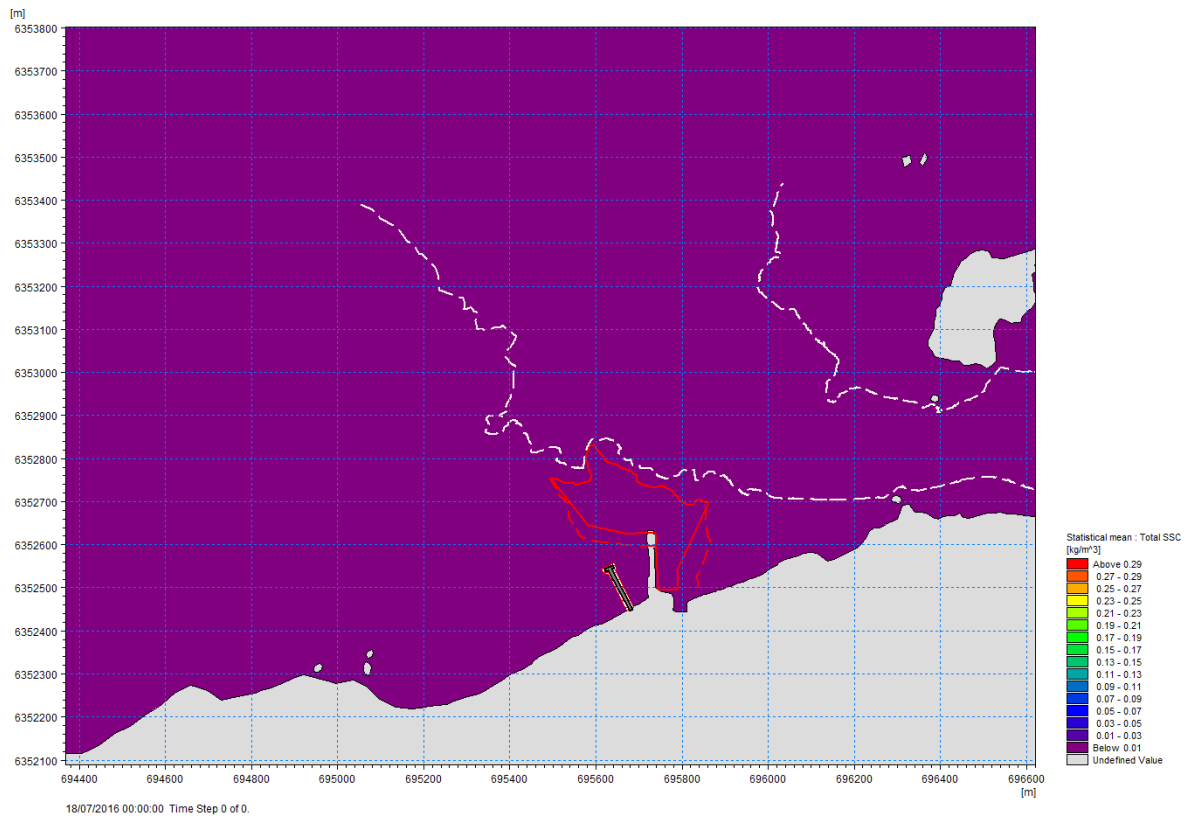 [m]
6353800
6353700
6353600
6353500
6353400
6353300
6353200
6353100
6353000
6352900
6352800
6352700
6352600
6352500
6352400
6352300
6352200
6352100
694400 694600 694800 695000 695200 695400 695600 695800 696000 696200 696400 696600
[m]
18/07/2016 00:00:00 Time Step 0 of 0.
Statistical mean : Total SSC
[kg/m^3]
Above 0.29
0.27 - 0.29
0.25 - 0.27
0.23 - 0.25
0.21 - 0.23
0.19 - 0.21
0.17 - 0.19
0.15 - 0.17
0.13 - 0.15
0.11 - 0.13
0.09 - 0.11
0.07 - 0.09
0.05 - 0.07
0.03 - 0.05
0.01 - 0.03
Below 0.01
Undefined Value